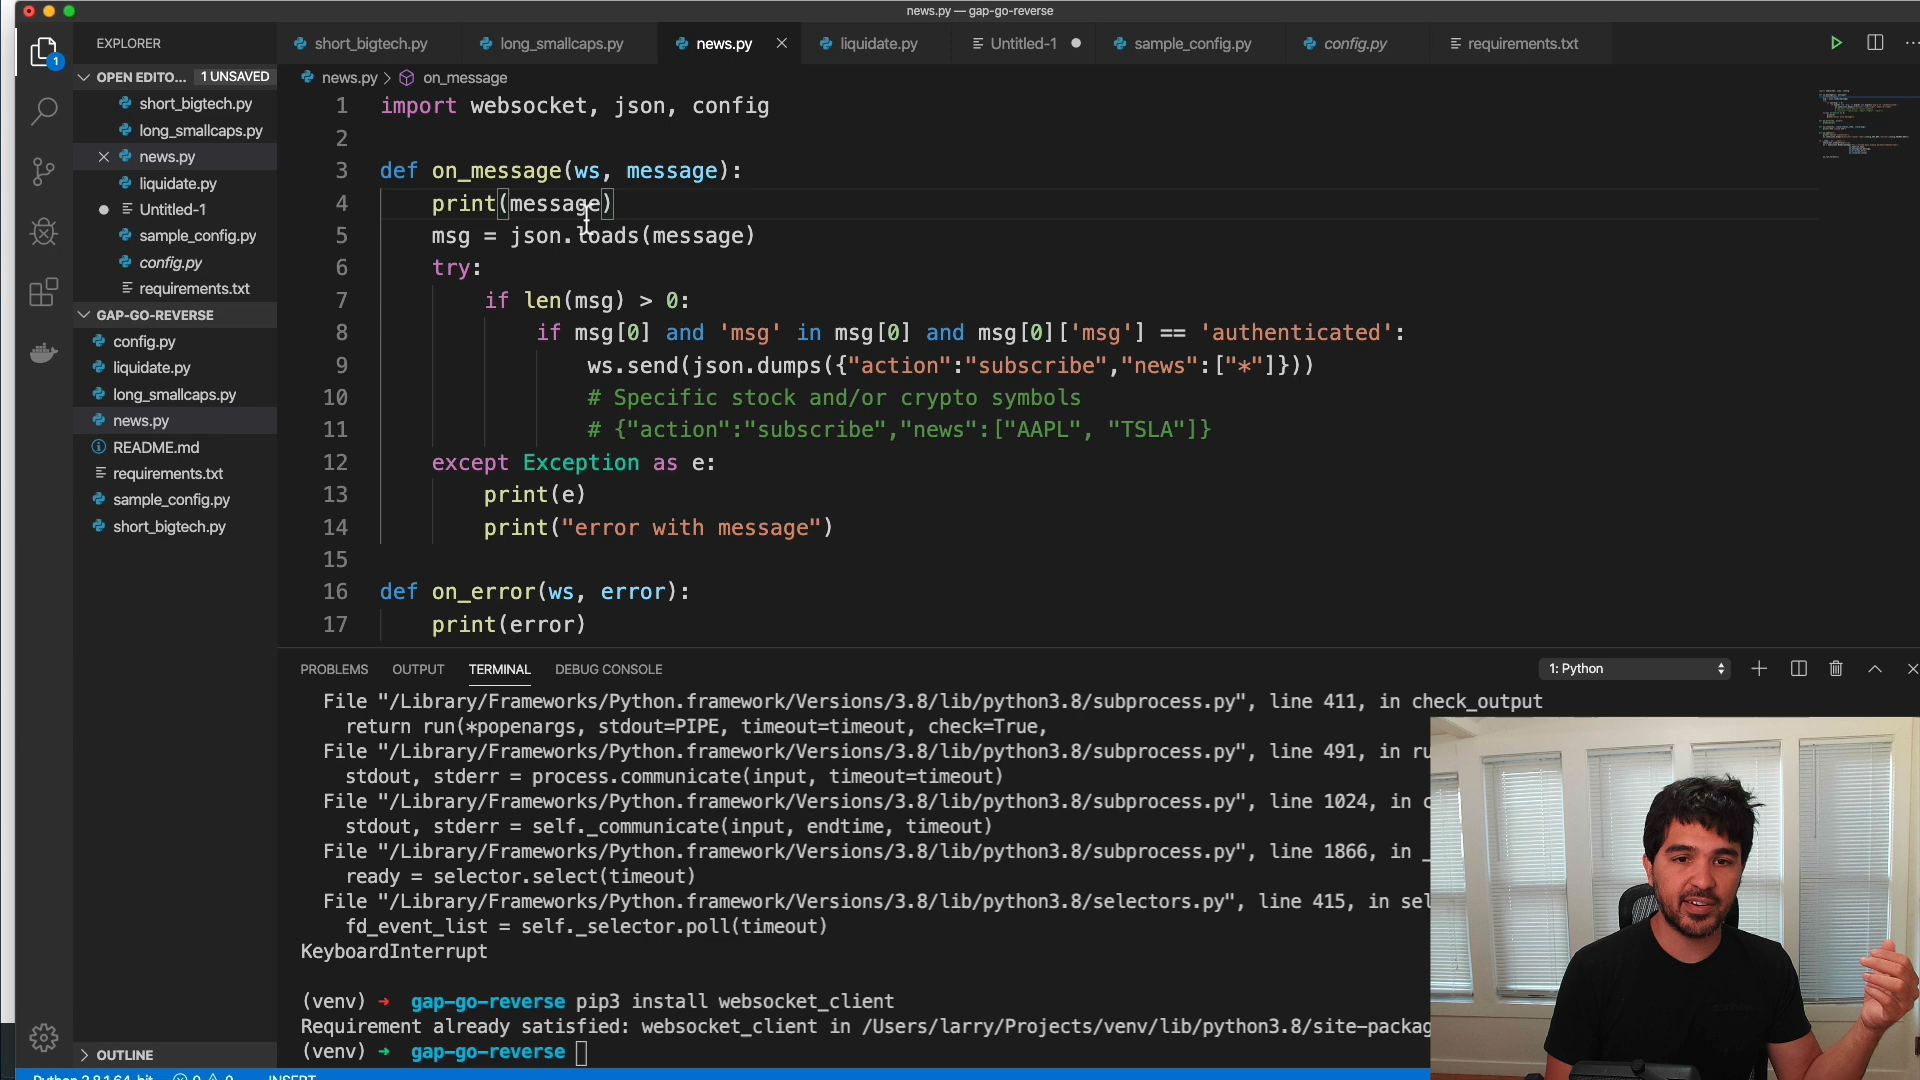 news.py — gap-go-reverse
EXPLORER
short_bigtech.py
long_smallcaps.py
news.py
liquidate.py
Untitled-1
sample_config.py
config.py
requirements.txt
OPEN EDITO... 1 UNSAVED
short_bigtech.py
long_smallcaps.py
news.py
liquidate.py
Untitled-1
sample_config.py
config.py
requirements.txt
GAP-GO-REVERSE
config.py
liquidate.py
long_smallcaps.py
news.py
README.md
requirements.txt
sample_config.py
short_bigtech.py
OUTLINE
1
news.py > on_message
1 import websocket, json, config
2
3 def on_message(ws, message):
4 print(message)
5 msg = json.loads(message)
6 try:
7 if len(msg) > 0:
8 if msg[0] and 'msg' in msg[0] and msg[0]['msg'] == 'authenticated':
9 ws.send(json.dumps({"action":"subscribe","news":["*"]}))
10 # Specific stock and/or crypto symbols
11 # {"action":"subscribe","news":["AAPL", "TSLA"]}
12 except Exception as e:
13 print(e)
14 print("error with message")
15
16 def on_error(ws, error):
17 print(error)
PROBLEMS OUTPUT TERMINAL DEBUG CONSOLE 1: Python
File "/Library/Frameworks/Python.framework/Versions/3.8/lib/python3.8/subprocess.py", line 411, in check_output
return run(*popenargs, stdout=PIPE, timeout=timeout, check=True,
File "/Library/Frameworks/Python.framework/Versions/3.8/lib/python3.8/subprocess.py", line 491, in ru
stdout, stderr = process.communicate(input, timeout=timeout)
File "/Library/Frameworks/Python.framework/Versions/3.8/lib/python3.8/subprocess.py", line 1024, in c
stdout, stderr = self._communicate(input, endtime, timeout)
File "/Library/Frameworks/Python.framework/Versions/3.8/lib/python3.8/subprocess.py", line 1866, in _
ready = selector.select(timeout)
File "/Library/Frameworks/Python.framework/Versions/3.8/lib/python3.8/selectors.py", line 415, in sel
fd_event_list = self._selector.poll(timeout)
KeyboardInterrupt
(venv) → gap-go-reverse pip3 install websocket_client
Requirement already satisfied: websocket_client in /Users/larry/Projects/venv/lib/python3.8/site-packag
(venv) → gap-go-reverse